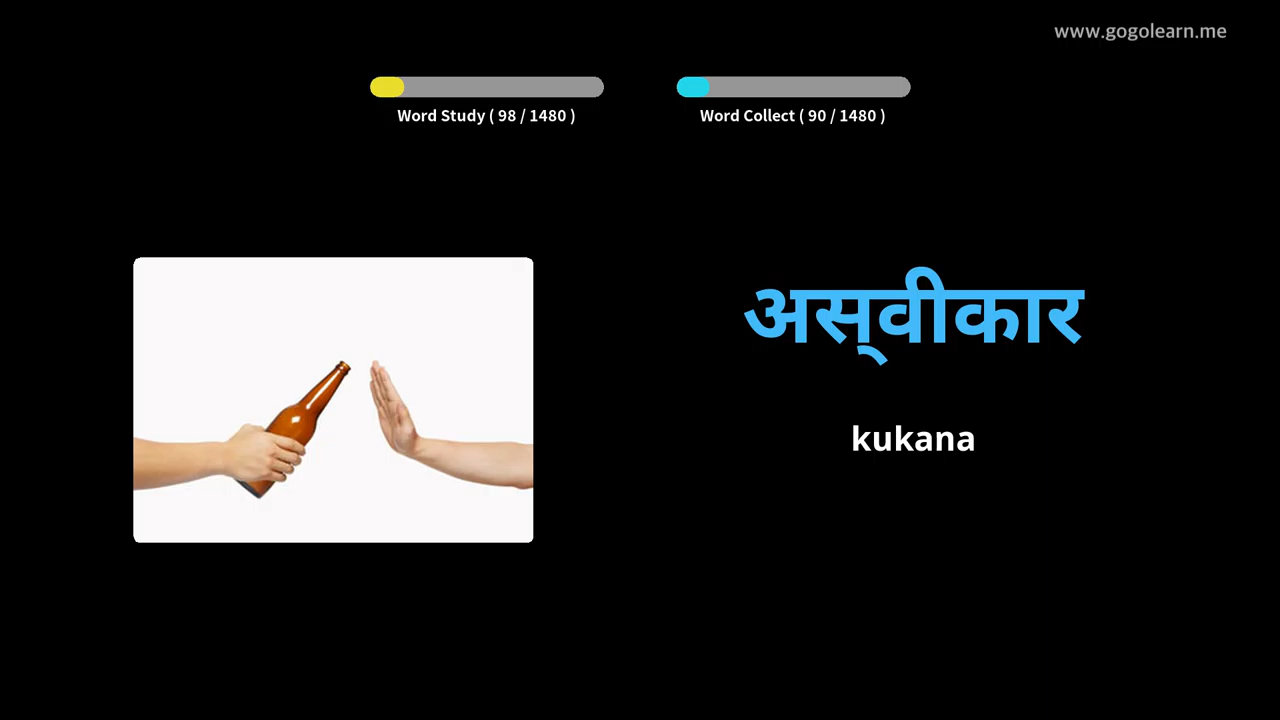 www.gogolearn.me
Word Study ( 98 / 1480 )
Word Collect ( 90 / 1480 )
अस्‌वीकार
kukana